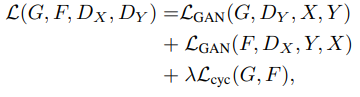 ℒ(G, F, D_X, D_Y) =ℒ_GAN(G, D_Y, X, Y)
+ ℒ_GAN(F, D_X, Y, X)
+ λℒ_cyc(G, F),